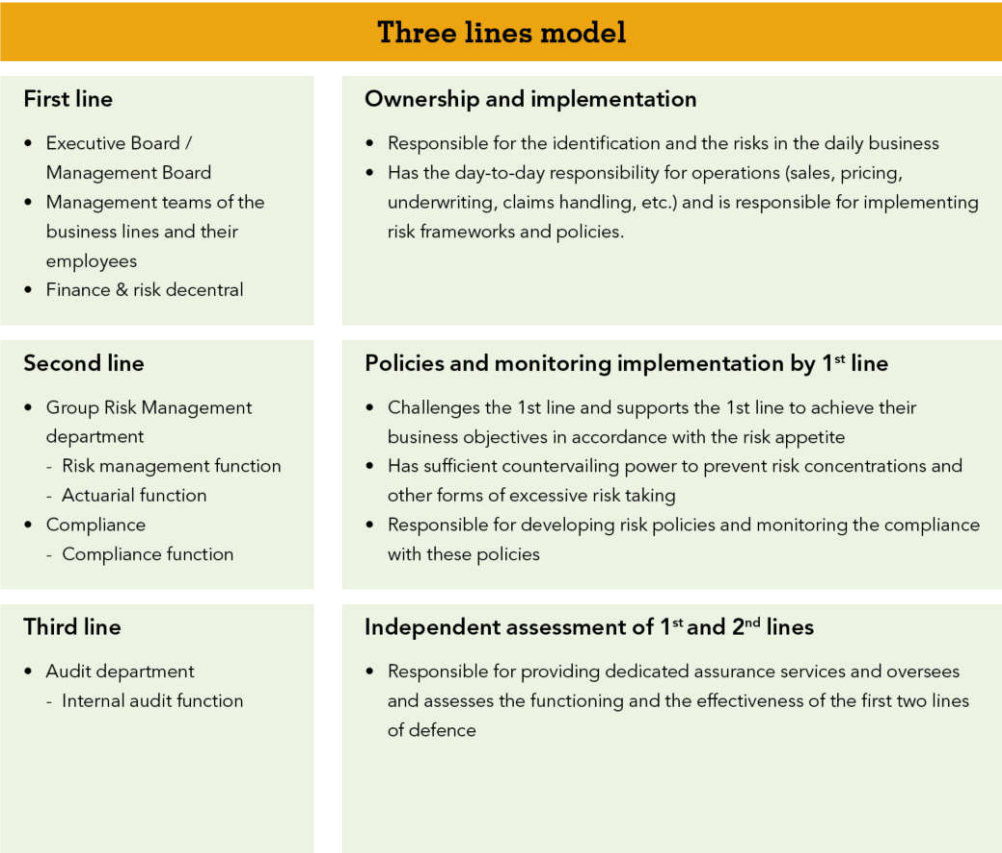 Three lines model
First line
• Executive Board /
Management Board
• Management teams of the
business lines and their
employees
• Finance & risk decentral
Ownership and implementation
• Responsible for the identification and the risks in the daily business
• Has the day-to-day responsibility for operations (sales, pricing,
underwriting, claims handling, etc.) and is responsible for implementing
risk frameworks and policies.
Second line
• Group Risk Management
department
- Risk management function
- Actuarial function
• Compliance
- Compliance function
Policies and monitoring implementation by 1st line
• Challenges the 1st line and supports the 1st line to achieve their
business objectives in accordance with the risk appetite
• Has sufficient countervailing power to prevent risk concentrations and
other forms of excessive risk taking
• Responsible for developing risk policies and monitoring the compliance
with these policies
Third line
• Audit department
- Internal audit function
Independent assessment of 1st and 2nd lines
• Responsible for providing dedicated assurance services and oversees
and assesses the functioning and the effectiveness of the first two lines
of defence